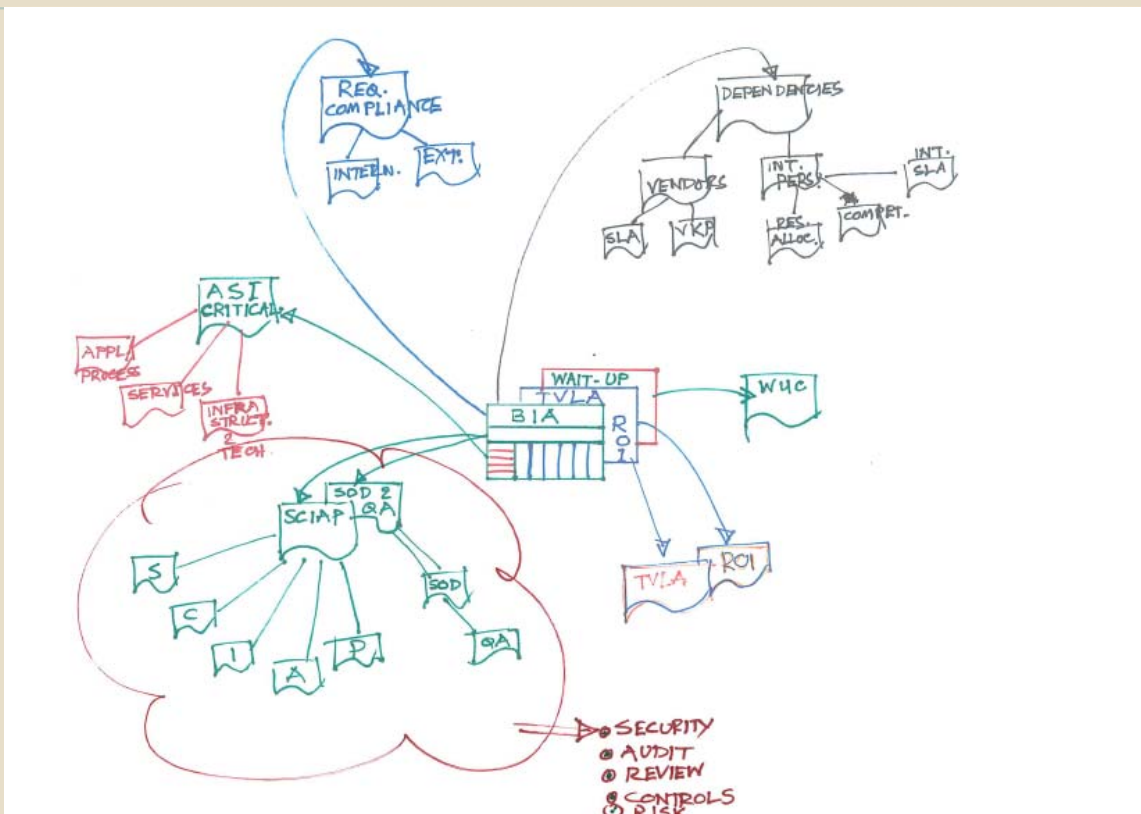 REQ.
COMPLIANCE
INTERN.
EXT.
DEPENDENCIES
VENDORS
SLA
VKP
INT.
PERS.
RES.
ALLOC.
COMPET.
INT.
SLA
ASI
CRITICAL
APPL.
PROCESS
SERVICES
INFRA
STRUCT.
2
TECH
WAIT-UP
TVLA
BIA
ROI
WUC
SOD 2
QA
SCIAP
S
C
I
A
P
SOD
QA
TVLA
ROI
SECURITY
AUDIT
REVIEW
CONTROLS
RISK